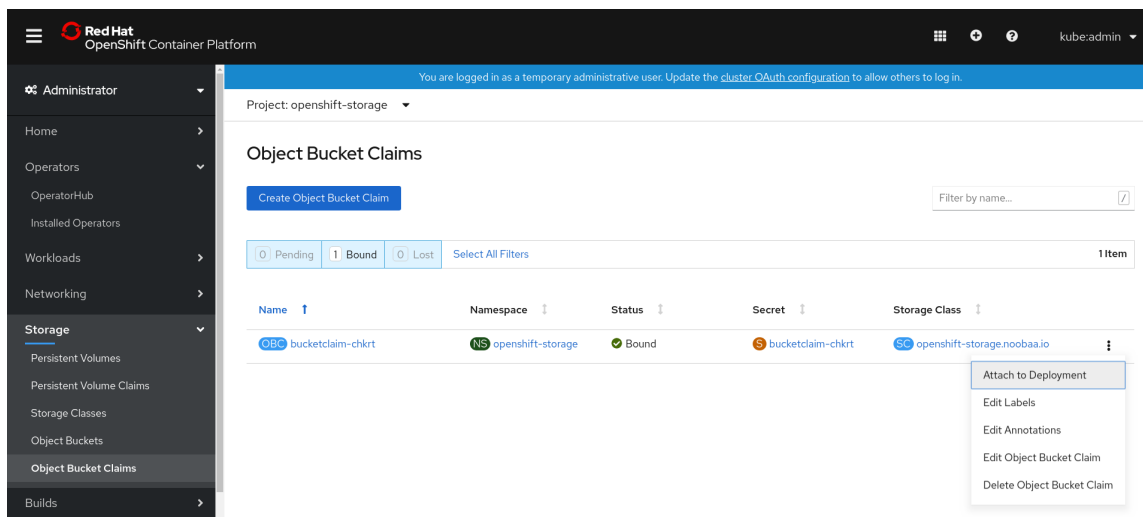 Red Hat
OpenShift Container Platform
kube:admin
You are logged in as a temporary administrative user. Update the cluster OAuth configuration to allow others to log in.
Administrator
Project: openshift-storage
Home
Object Bucket Claims
Operators
OperatorHub
Create Object Bucket Claim
Filter by name...
/
Installed Operators
Workloads
0 Pending 1 Bound 0 Lost Select All Filters 1 Item
Networking
Name Namespace Status Secret Storage Class
Storage
OBC bucketclaim-chkrt NS openshift-storage Bound S bucketclaim-chkrt SC openshift-storage.noobaa.io
Persistent Volumes
Persistent Volume Claims
Storage Classes
Object Buckets
Object Bucket Claims
Builds
Attach to Deployment
Edit Labels
Edit Annotations
Edit Object Bucket Claim
Delete Object Bucket Claim